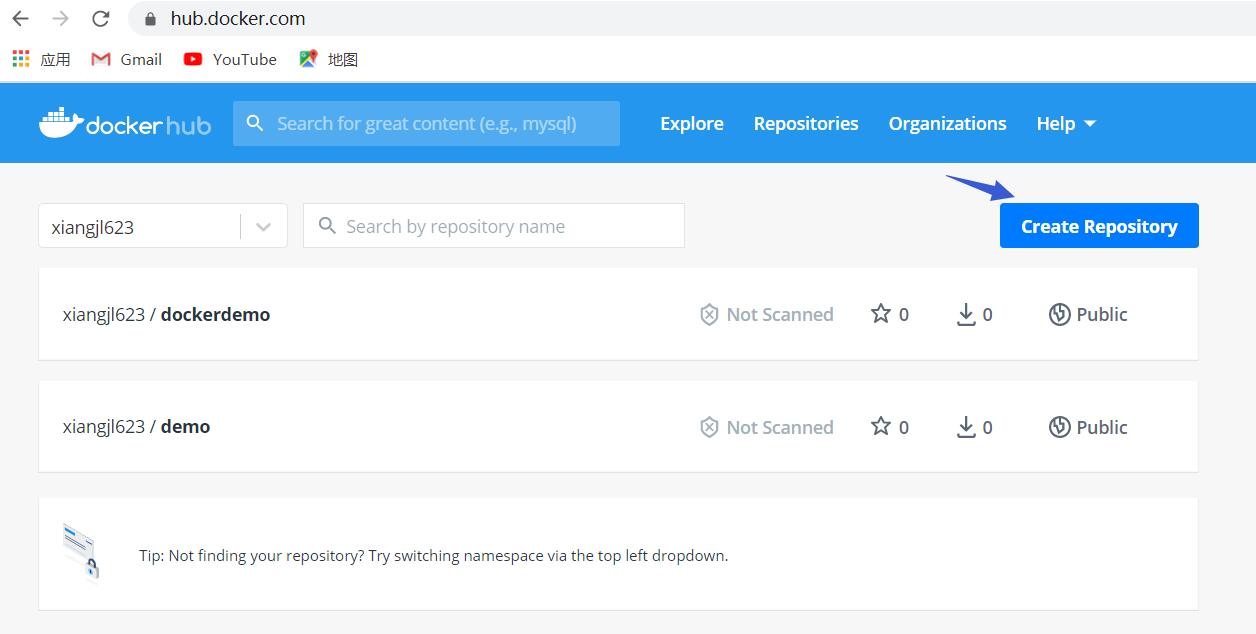 hub.docker.com
应用 Gmail YouTube 地图
docker hub Search for great content (e.g., mysql) Explore Repositories Organizations Help
xiangjl623 Search by repository name Create Repository
xiangjl623 / dockerdemo Not Scanned 0 0 Public
xiangjl623 / demo Not Scanned 0 0 Public
Tip: Not finding your repository? Try switching namespace via the top left dropdown.